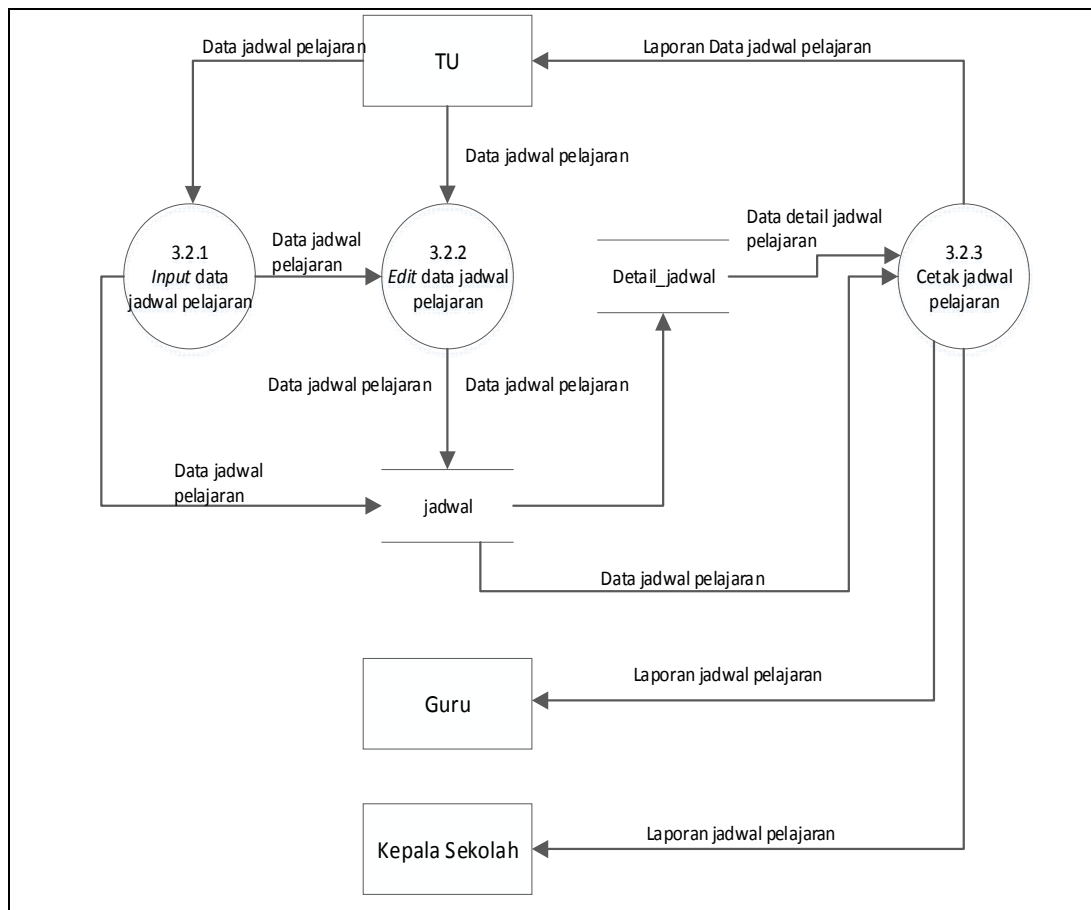 Data jadwal pelajaran
TU
Laporan Data jadwal pelajaran
Data jadwal pelajaran
3.2.1
Input data
jadwal pelajaran
Data jadwal
pelajaran
3.2.2
Edit data jadwal
pelajaran
Detail_jadwal
Data detail jadwal
pelajaran
3.2.3
Cetak jadwal
pelajaran
Data jadwal pelajaran
Data jadwal pelajaran
Data jadwal
pelajaran
jadwal
Data jadwal pelajaran
Guru
Laporan jadwal pelajaran
Kepala Sekolah
Laporan jadwal pelajaran